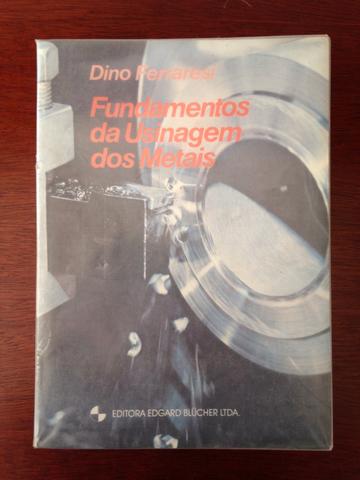 Dino Ferraresi
Fundamentos
da Usinagem
dos Metais
EDITORA EDGARD BLÜCHER LTDA.